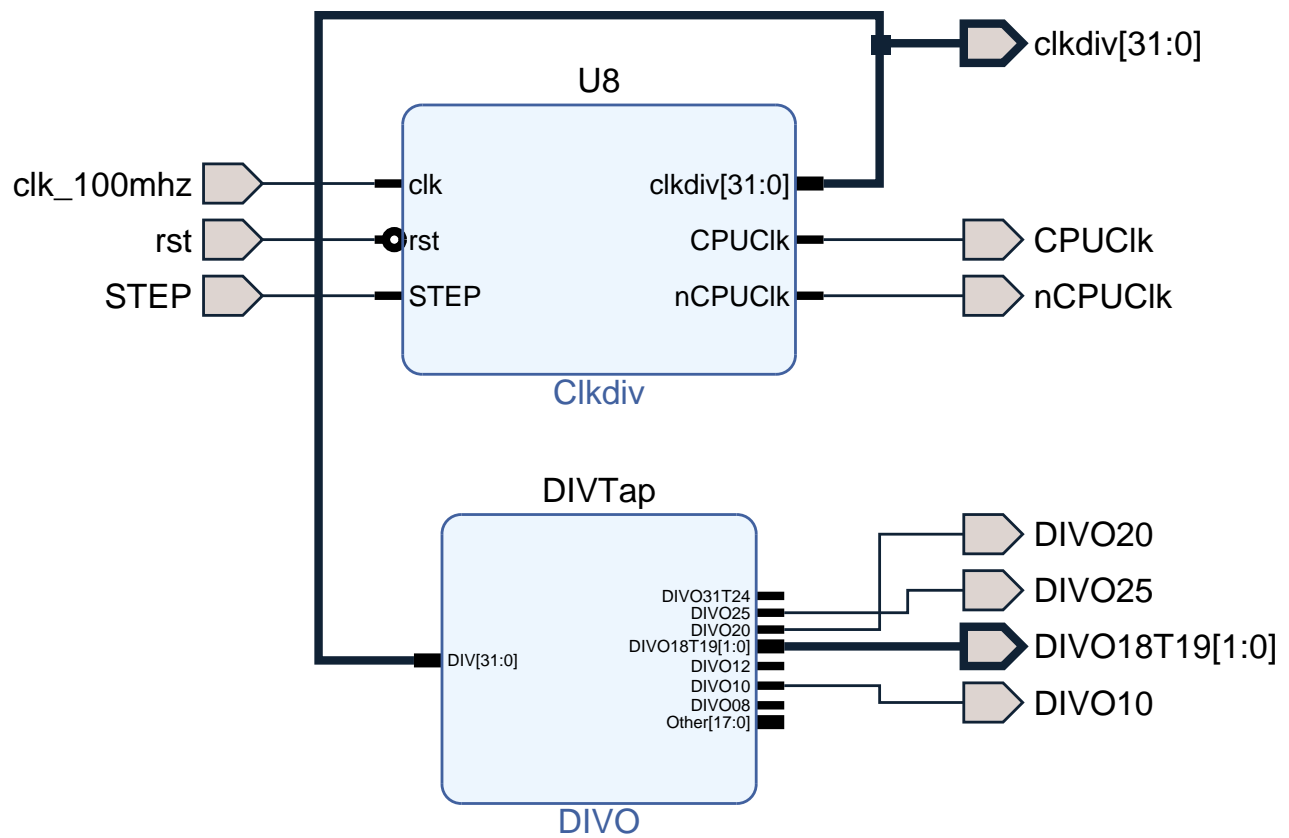 clkdiv[31:0]
U8
clk_100mhz
clk
clkdiv[31:0]
rst
rst
CPUClk
CPUClk
STEP
STEP
nCPUClk
nCPUClk
Clkdiv
DIVTap
DIVO20
DIVO31T24
DIVO25
DIVO25
DIVO20
DIVO18T19[1:0]
DIVO18T19[1:0]
DIV[31:0]
DIVO12
DIVO10
DIVO10
DIVO08
Other[17:0]
DIVO